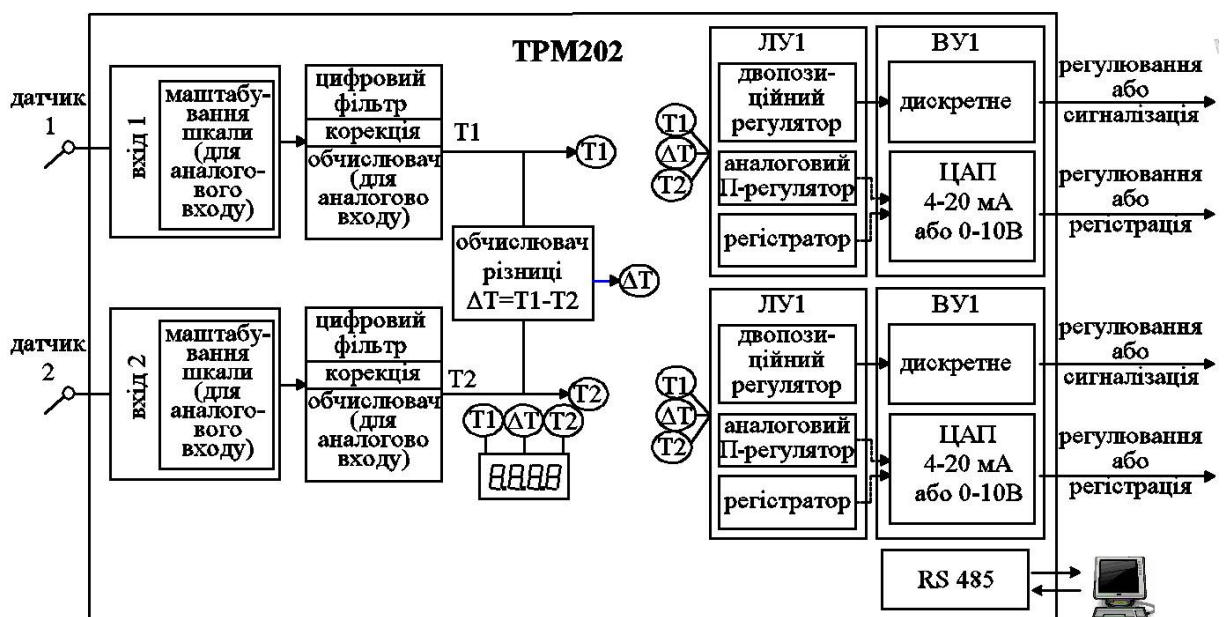 ТРМ202
датчик
1
вхід 1
маштабу-
вання
шкали
(для
аналого-
вого
входу)
цифровий
фільтр
корекція
обчислювач
(для
аналогово
входу)
T1
T1
обчислювач
різниці
ΔT=T1-T2
ΔT
датчик
2
вхід 2
маштабу-
вання
шкали
(для
аналого-
вого
входу)
цифровий
фільтр
корекція
обчислювач
(для
аналогово
входу)
T2
T2
T1
ΔT
T2
8.8.8.8
T1
ΔT
T2
ЛУ1
двопози-
ційний
регулятор
аналоговий
П-регулятор
регістратор
ВУ1
дискретне
ЦАП
4-20 мА
або 0-10В
регулювання
або
сигналізація
регулювання
або
регістрація
T1
ΔT
T2
ЛУ1
двопози-
ційний
регулятор
аналоговий
П-регулятор
регістратор
ВУ1
дискретне
ЦАП
4-20 мА
або 0-10В
регулювання
або
сигналізація
регулювання
або
регістрація
RS 485